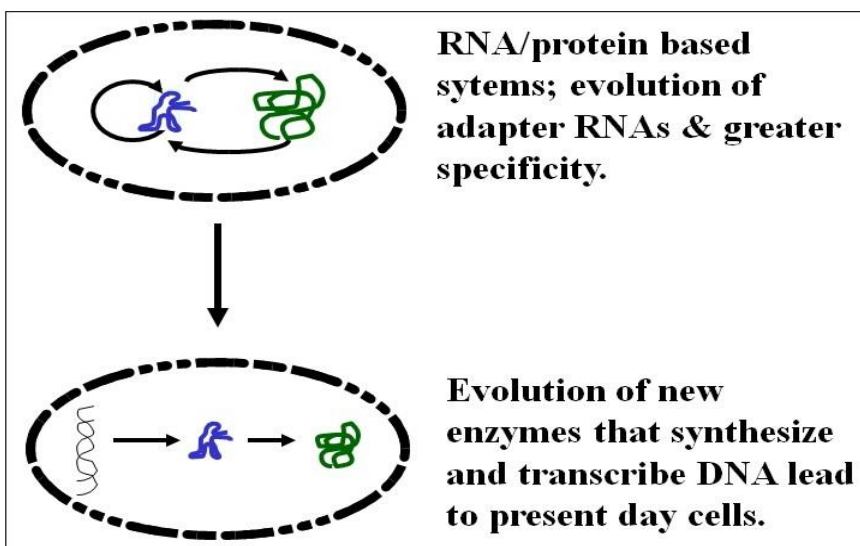 RNA/protein based
sytems; evolution of
adapter RNAs & greater
specificity.
Evolution of new
enzymes that synthesize
and transcribe DNA lead
to present day cells.